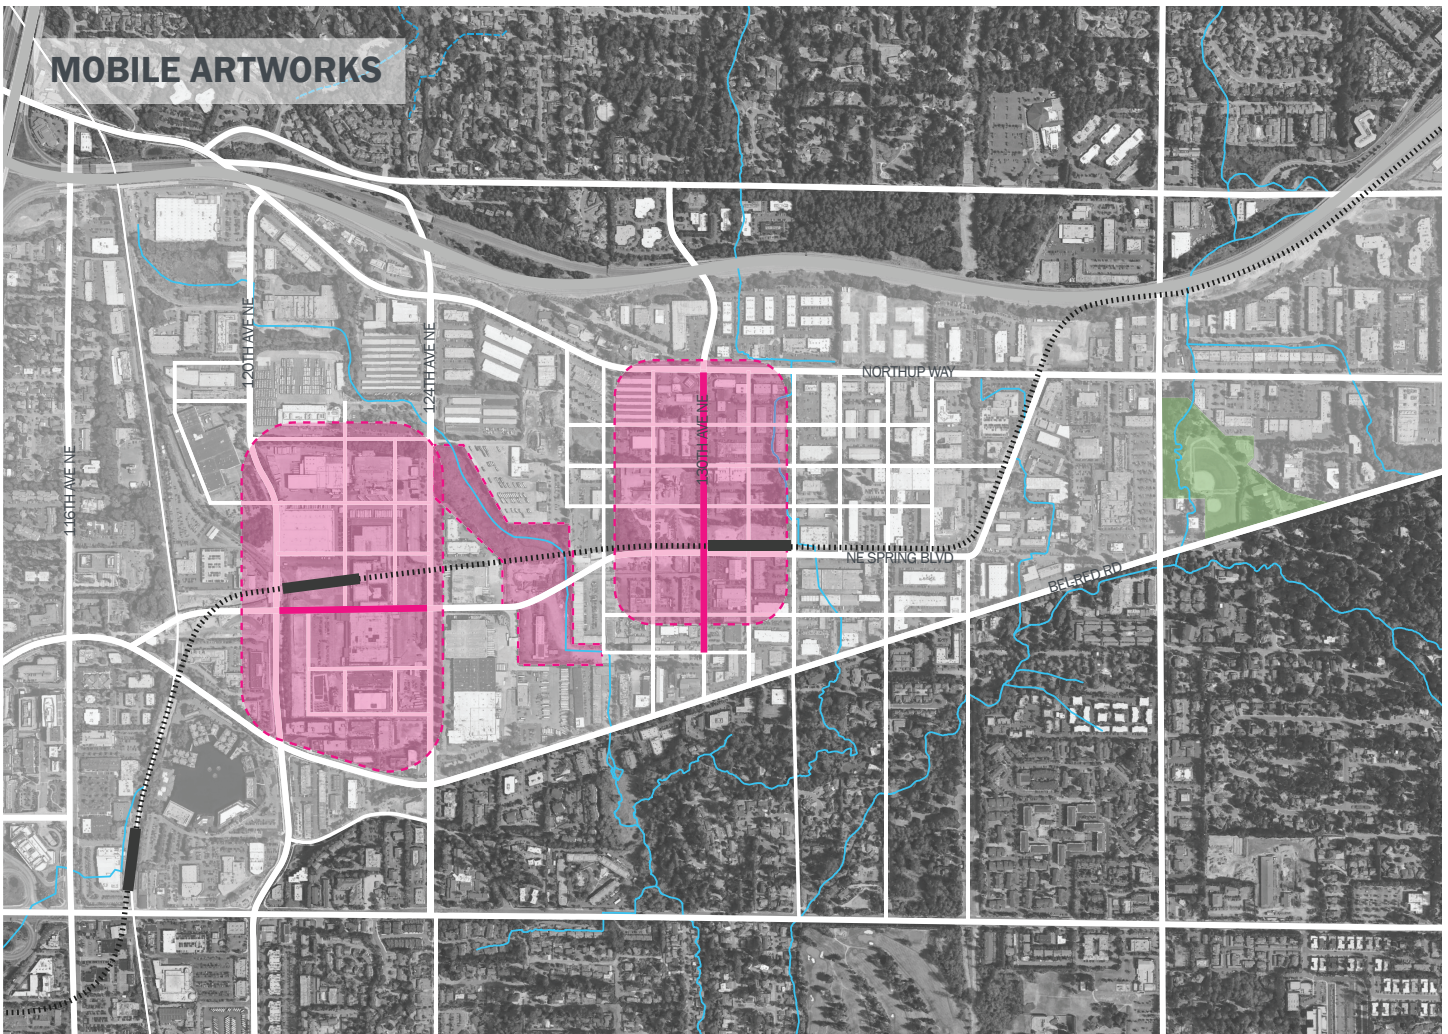 MOBILE ARTWORKS
120TH AVE NE
124TH AVE NE
NORTHUP WAY
130TH AVE NE
116TH AVE NE
NE SPRING BLVD
BEL-RED RD